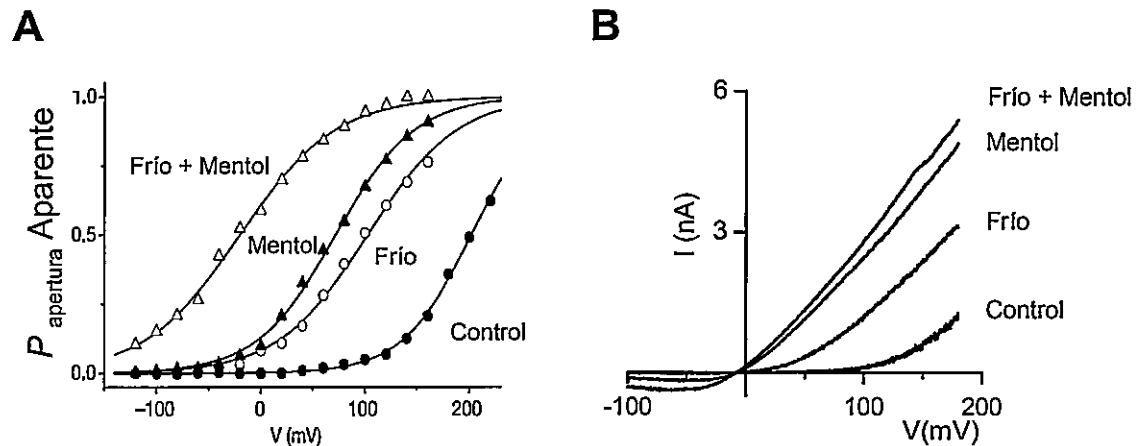 A
P apertura Aparente
1.0
0,5
0,0
Frío + Mentol
Mentol
Frío
Control
−100
0
100
200
V (mV)
B
I (nA)
6
3
Frío + Mentol
Mentol
Frío
Control
-100
0
100
200
V(mV)